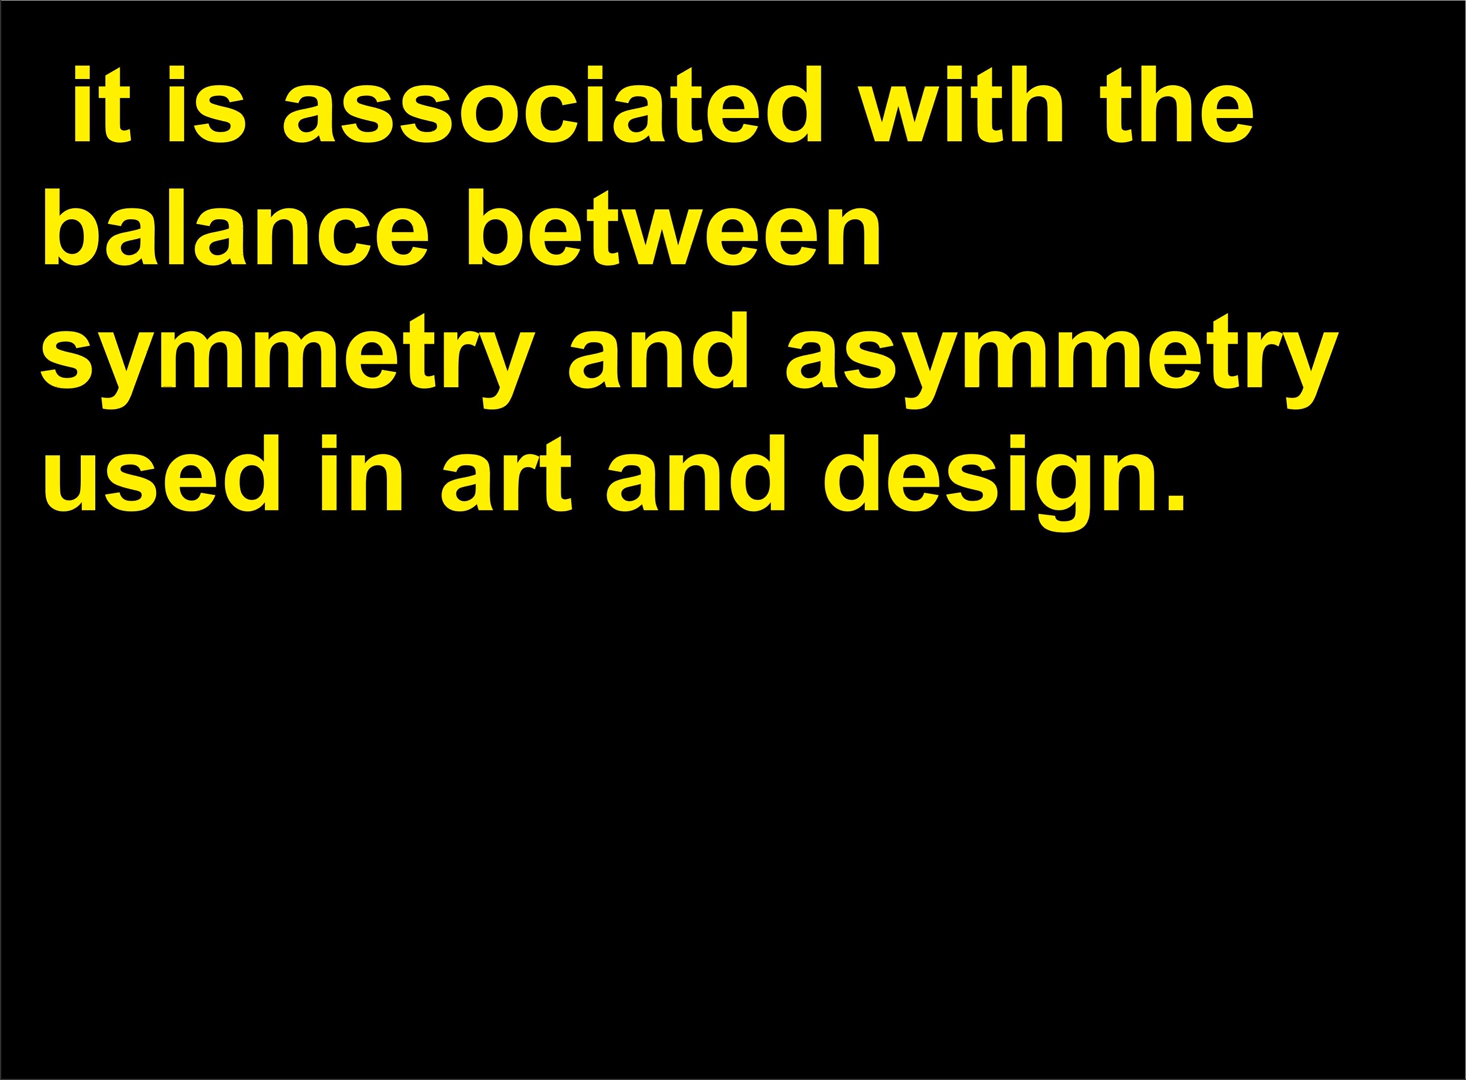 it is associated with the
balance between
symmetry and asymmetry
used in art and design.